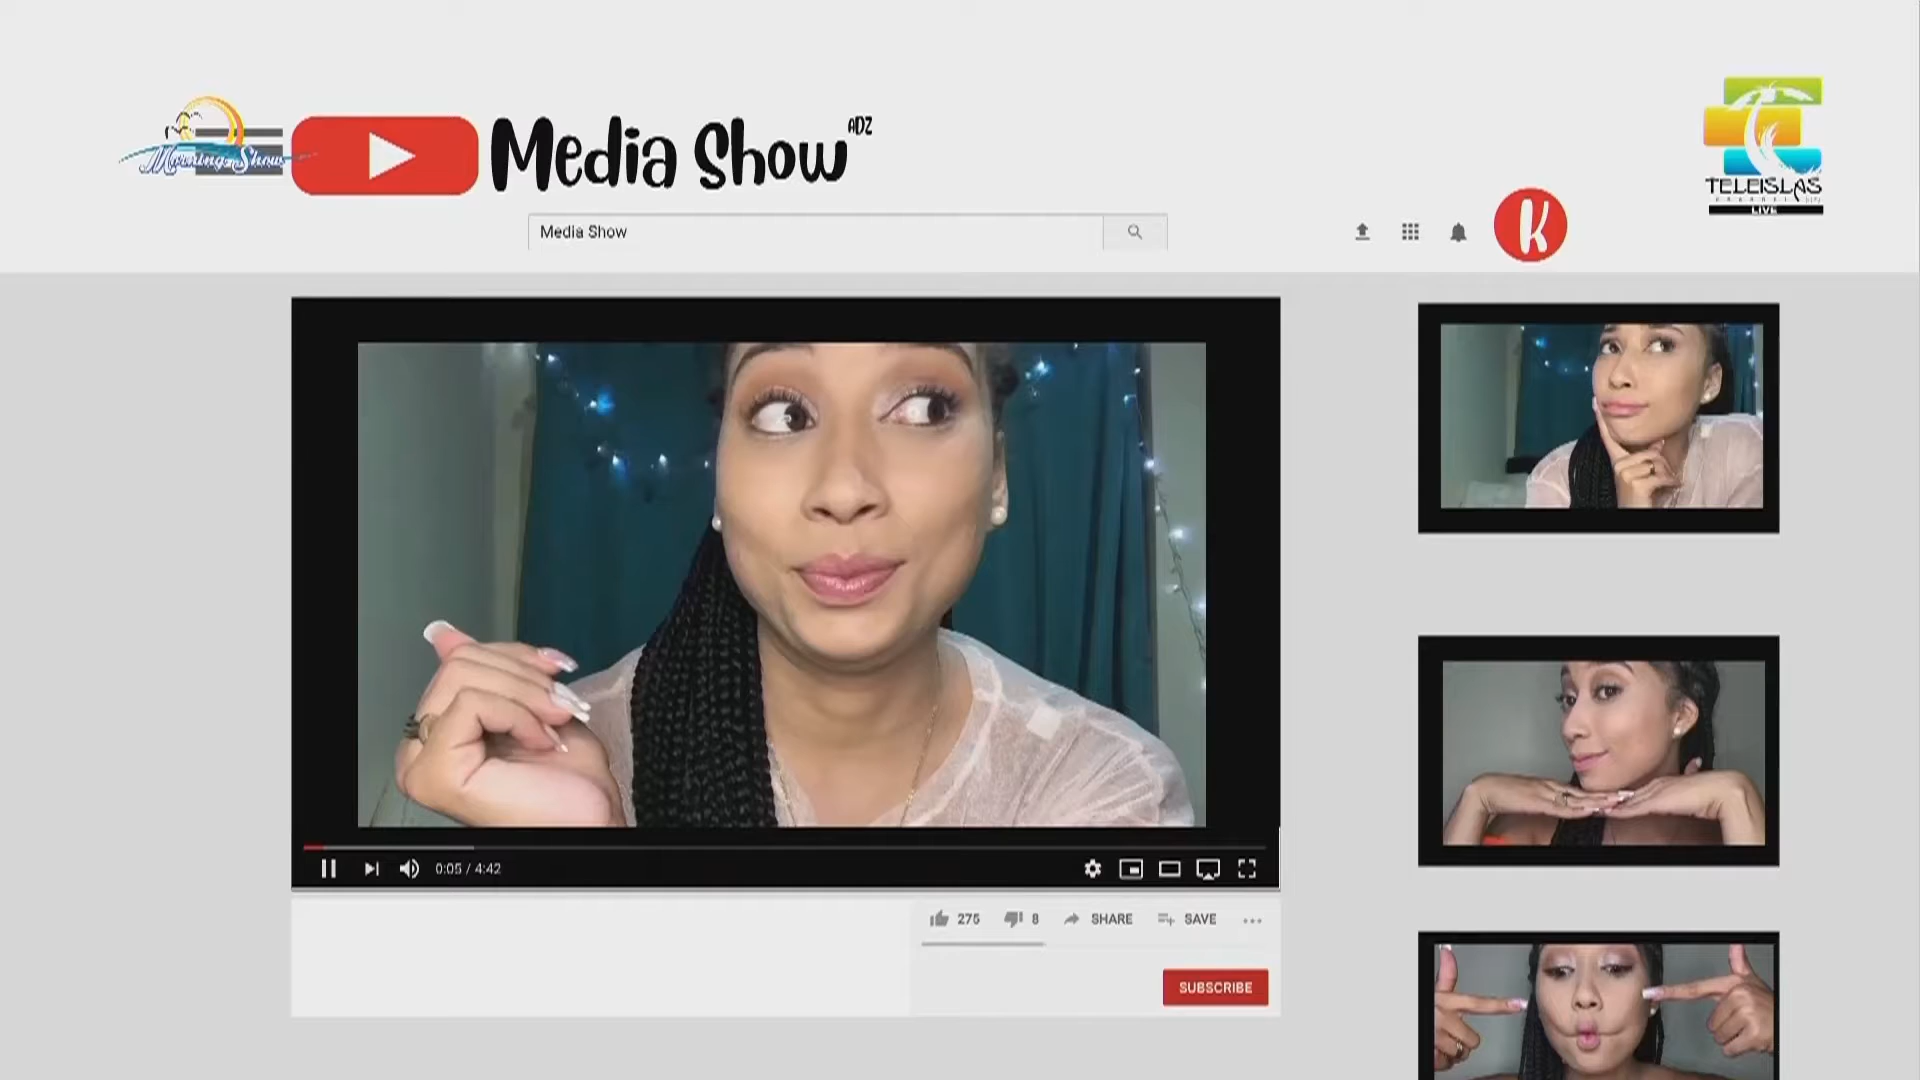 Morning Show
Media Show ADZ
TELEISLAS
LIVE
Media Show
K
0:05 / 4:42
275
8
SHARE
SAVE
SUBSCRIBE